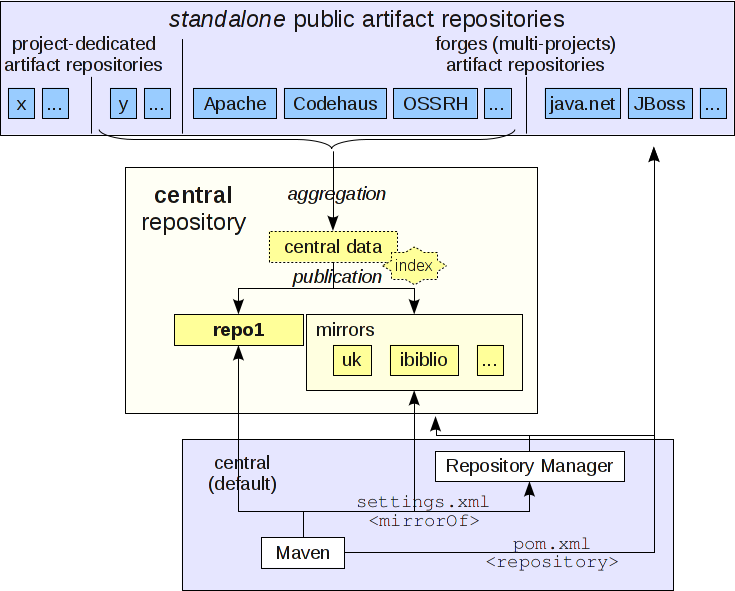 standalone public artifact repositories
project-dedicated
artifact repositories
forges (multi-projects)
artifact repositories
x
...
y
...
Apache
Codehaus
OSSRH
...
java.net
JBoss
...
central
repository
aggregation
central data
index
publication
repo1
mirrors
uk
ibiblio
...
central
(default)
Repository Manager
settings.xml
<mirrorOf>
Maven
pom.xml
<repository>